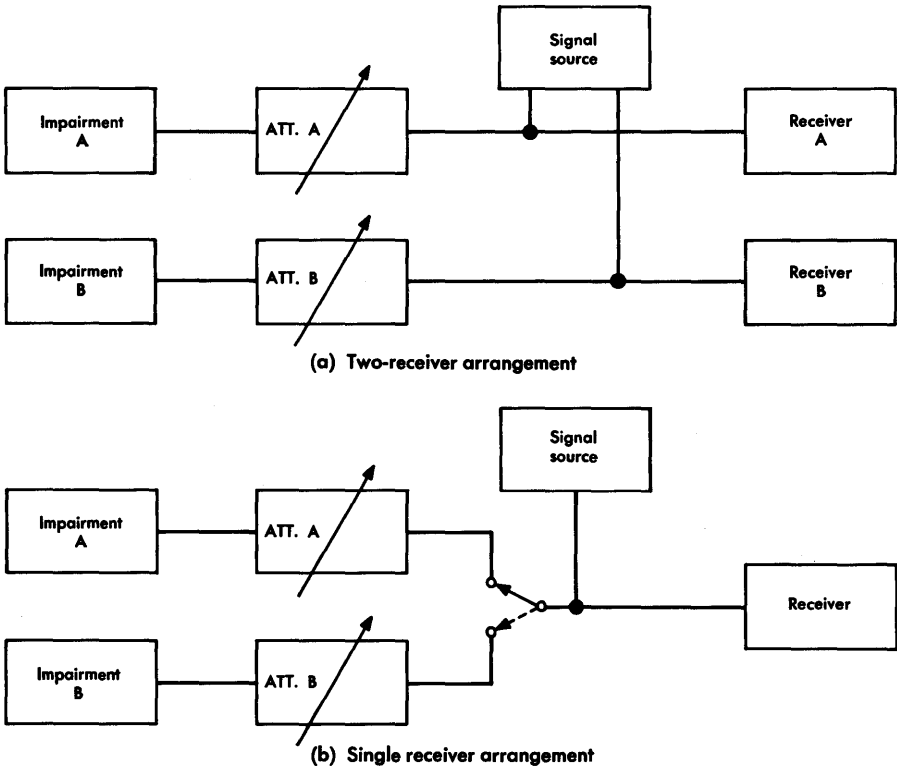 Signal
source
Impairment
A
ATT. A
Receiver
A
Impairment
B
ATT. B
Receiver
B
(a) Two-receiver arrangement
Signal
source
Impairment
A
ATT. A
Receiver
Impairment
B
ATT. B
(b) Single receiver arrangement